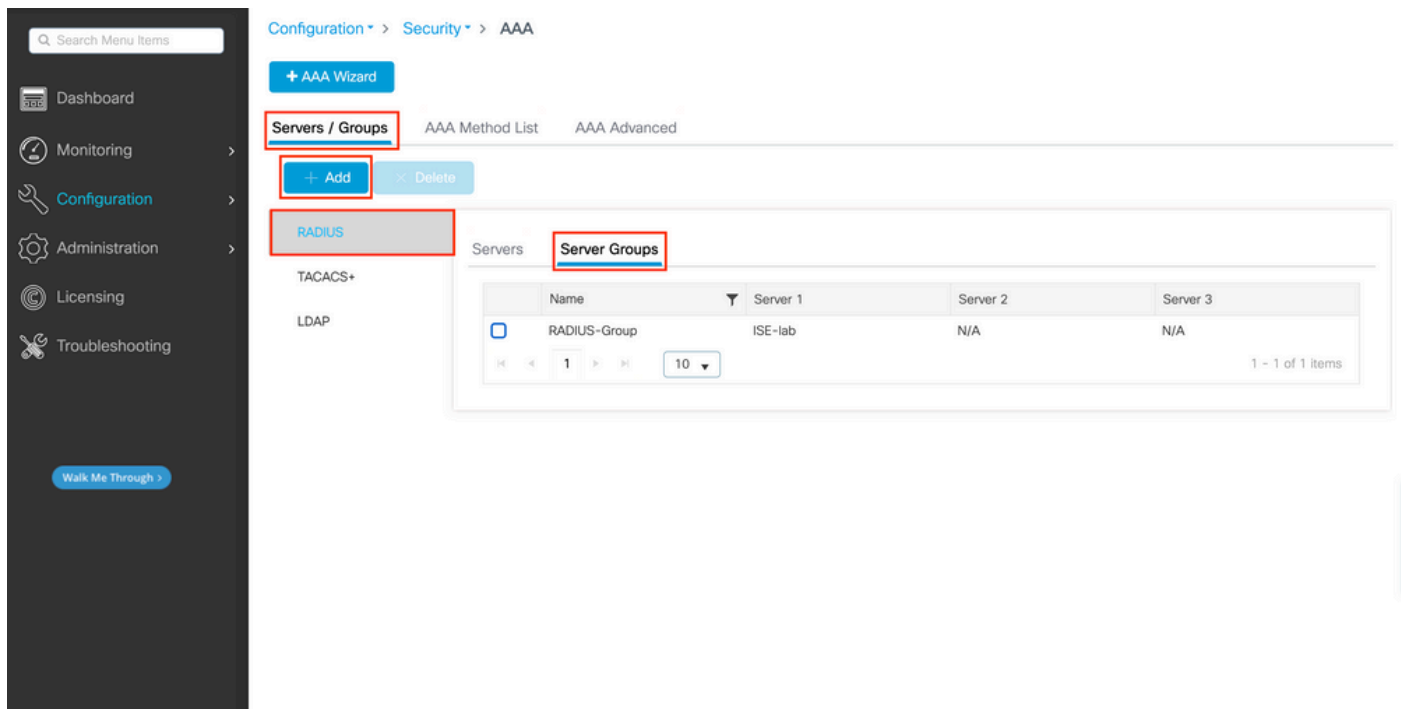 Search Menu Items
Dashboard
Monitoring
Configuration
Administration
Licensing
Troubleshooting
Walk Me Through >
Configuration > Security > AAA
+ AAA Wizard
Servers / Groups AAA Method List AAA Advanced
+ Add × Delete
RADIUS
TACACS+
LDAP
Servers Server Groups
Name Server 1 Server 2 Server 3
RADIUS-Group ISE-lab N/A N/A
1 10 1 - 1 of 1 items